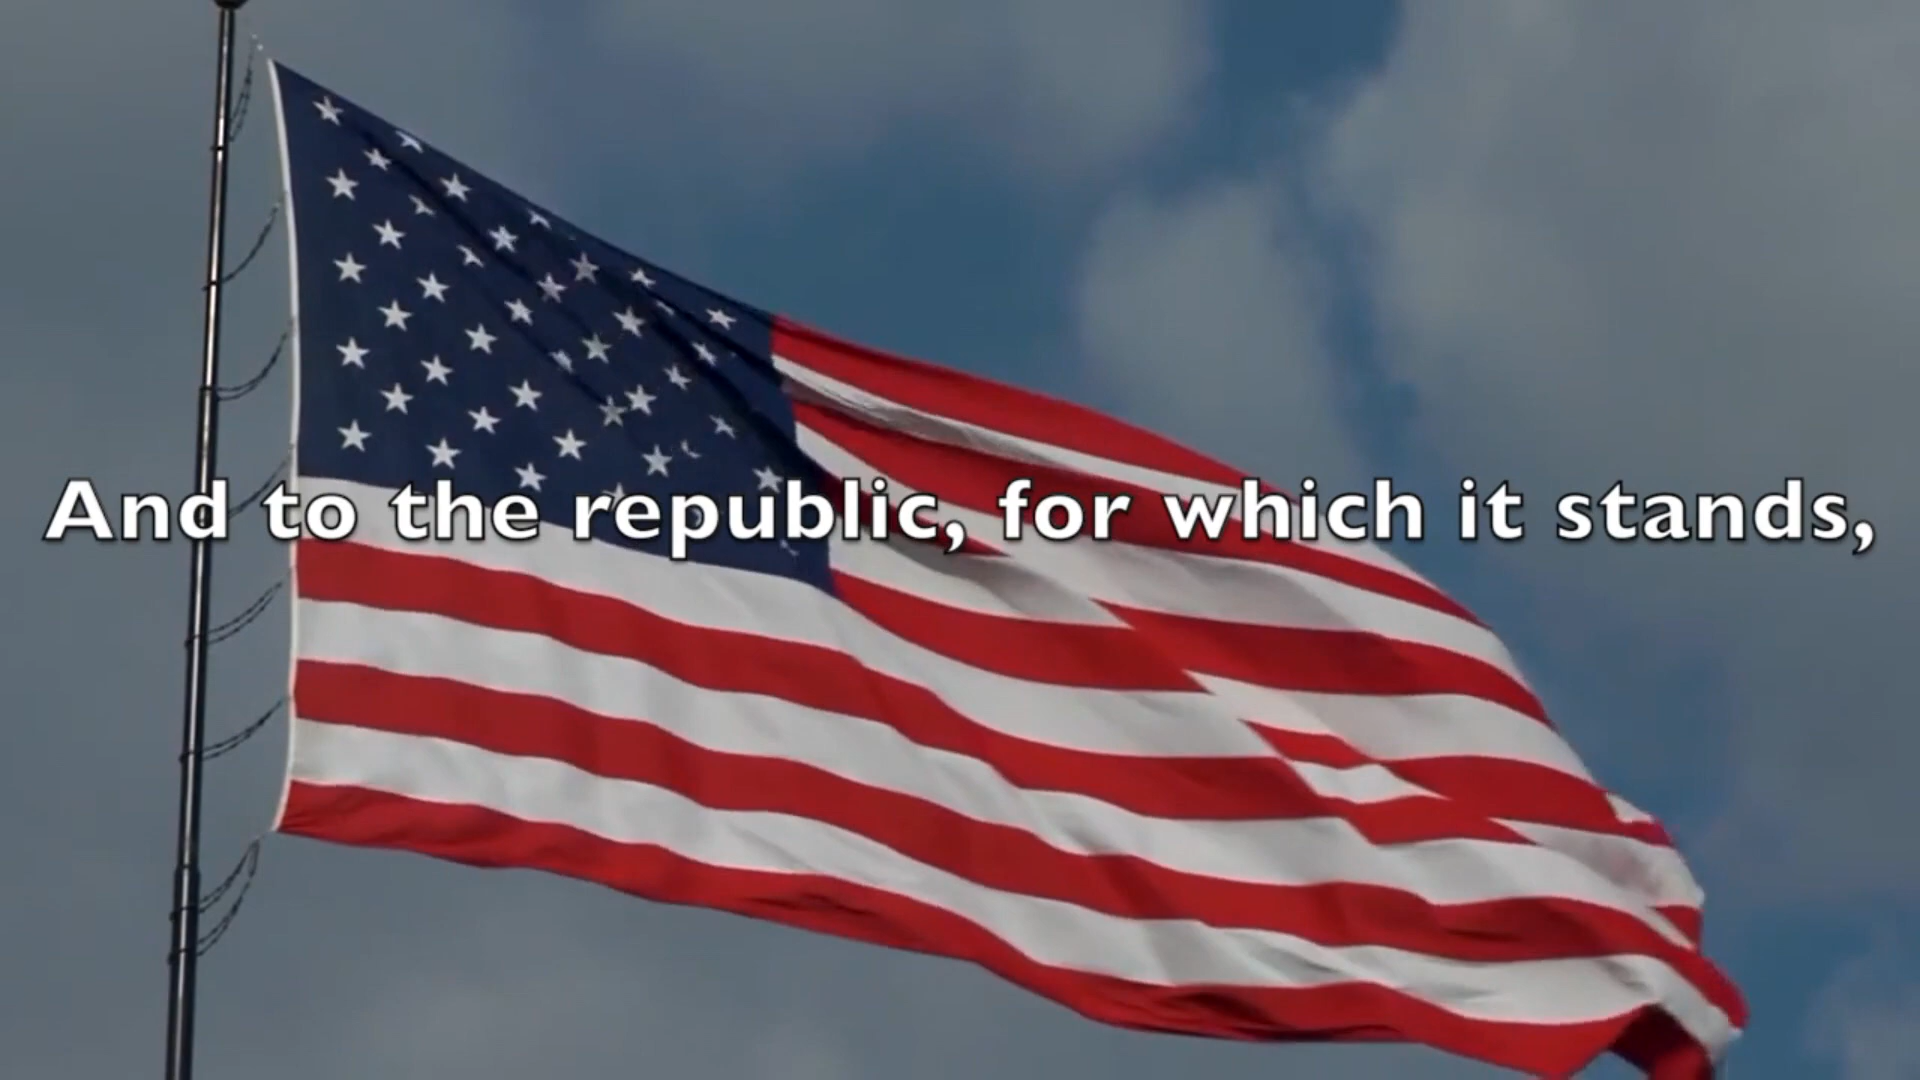 And to the republic, for which it stands,